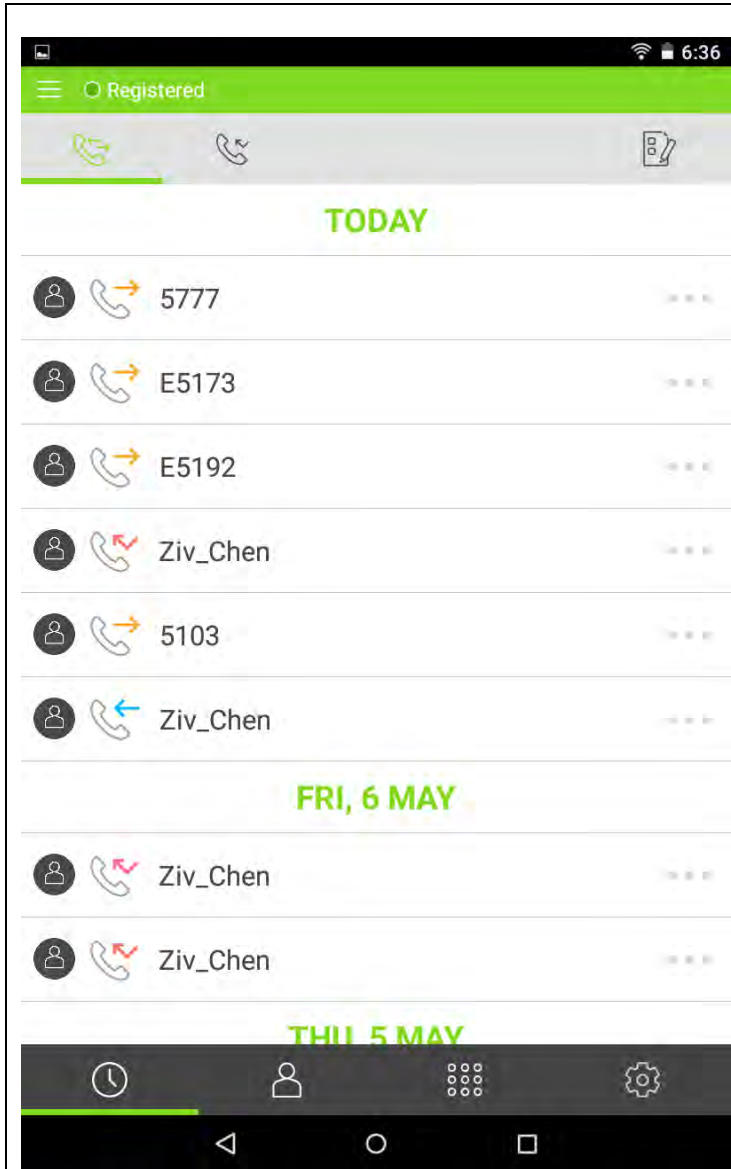 6:36
Registered
TODAY
5777
E5173
E5192
Ziv_Chen
5103
Ziv_Chen
FRI, 6 MAY
Ziv_Chen
Ziv_Chen
THU, 5 MAY